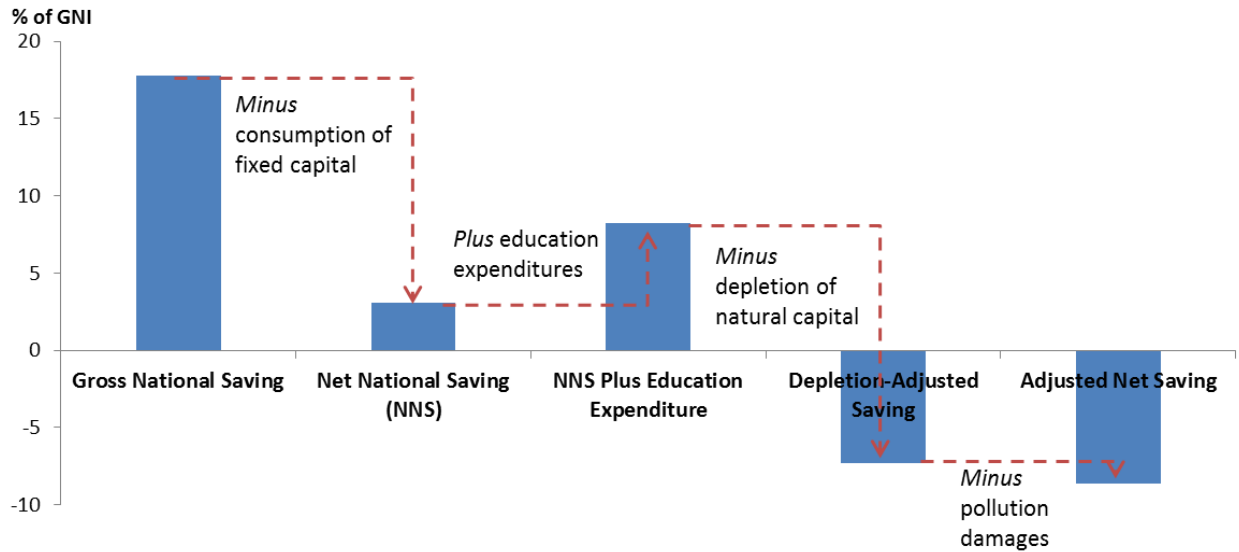 % of GNI
20
15
10
5
0
-5
-10
Minus
consumption of
fixed capital
Plus education
expenditures
Minus
depletion of
natural capital
Minus
pollution
damages
Gross National Saving
Net National Saving
(NNS)
NNS Plus Education
Expenditure
Depletion-Adjusted
Saving
Adjusted Net Saving